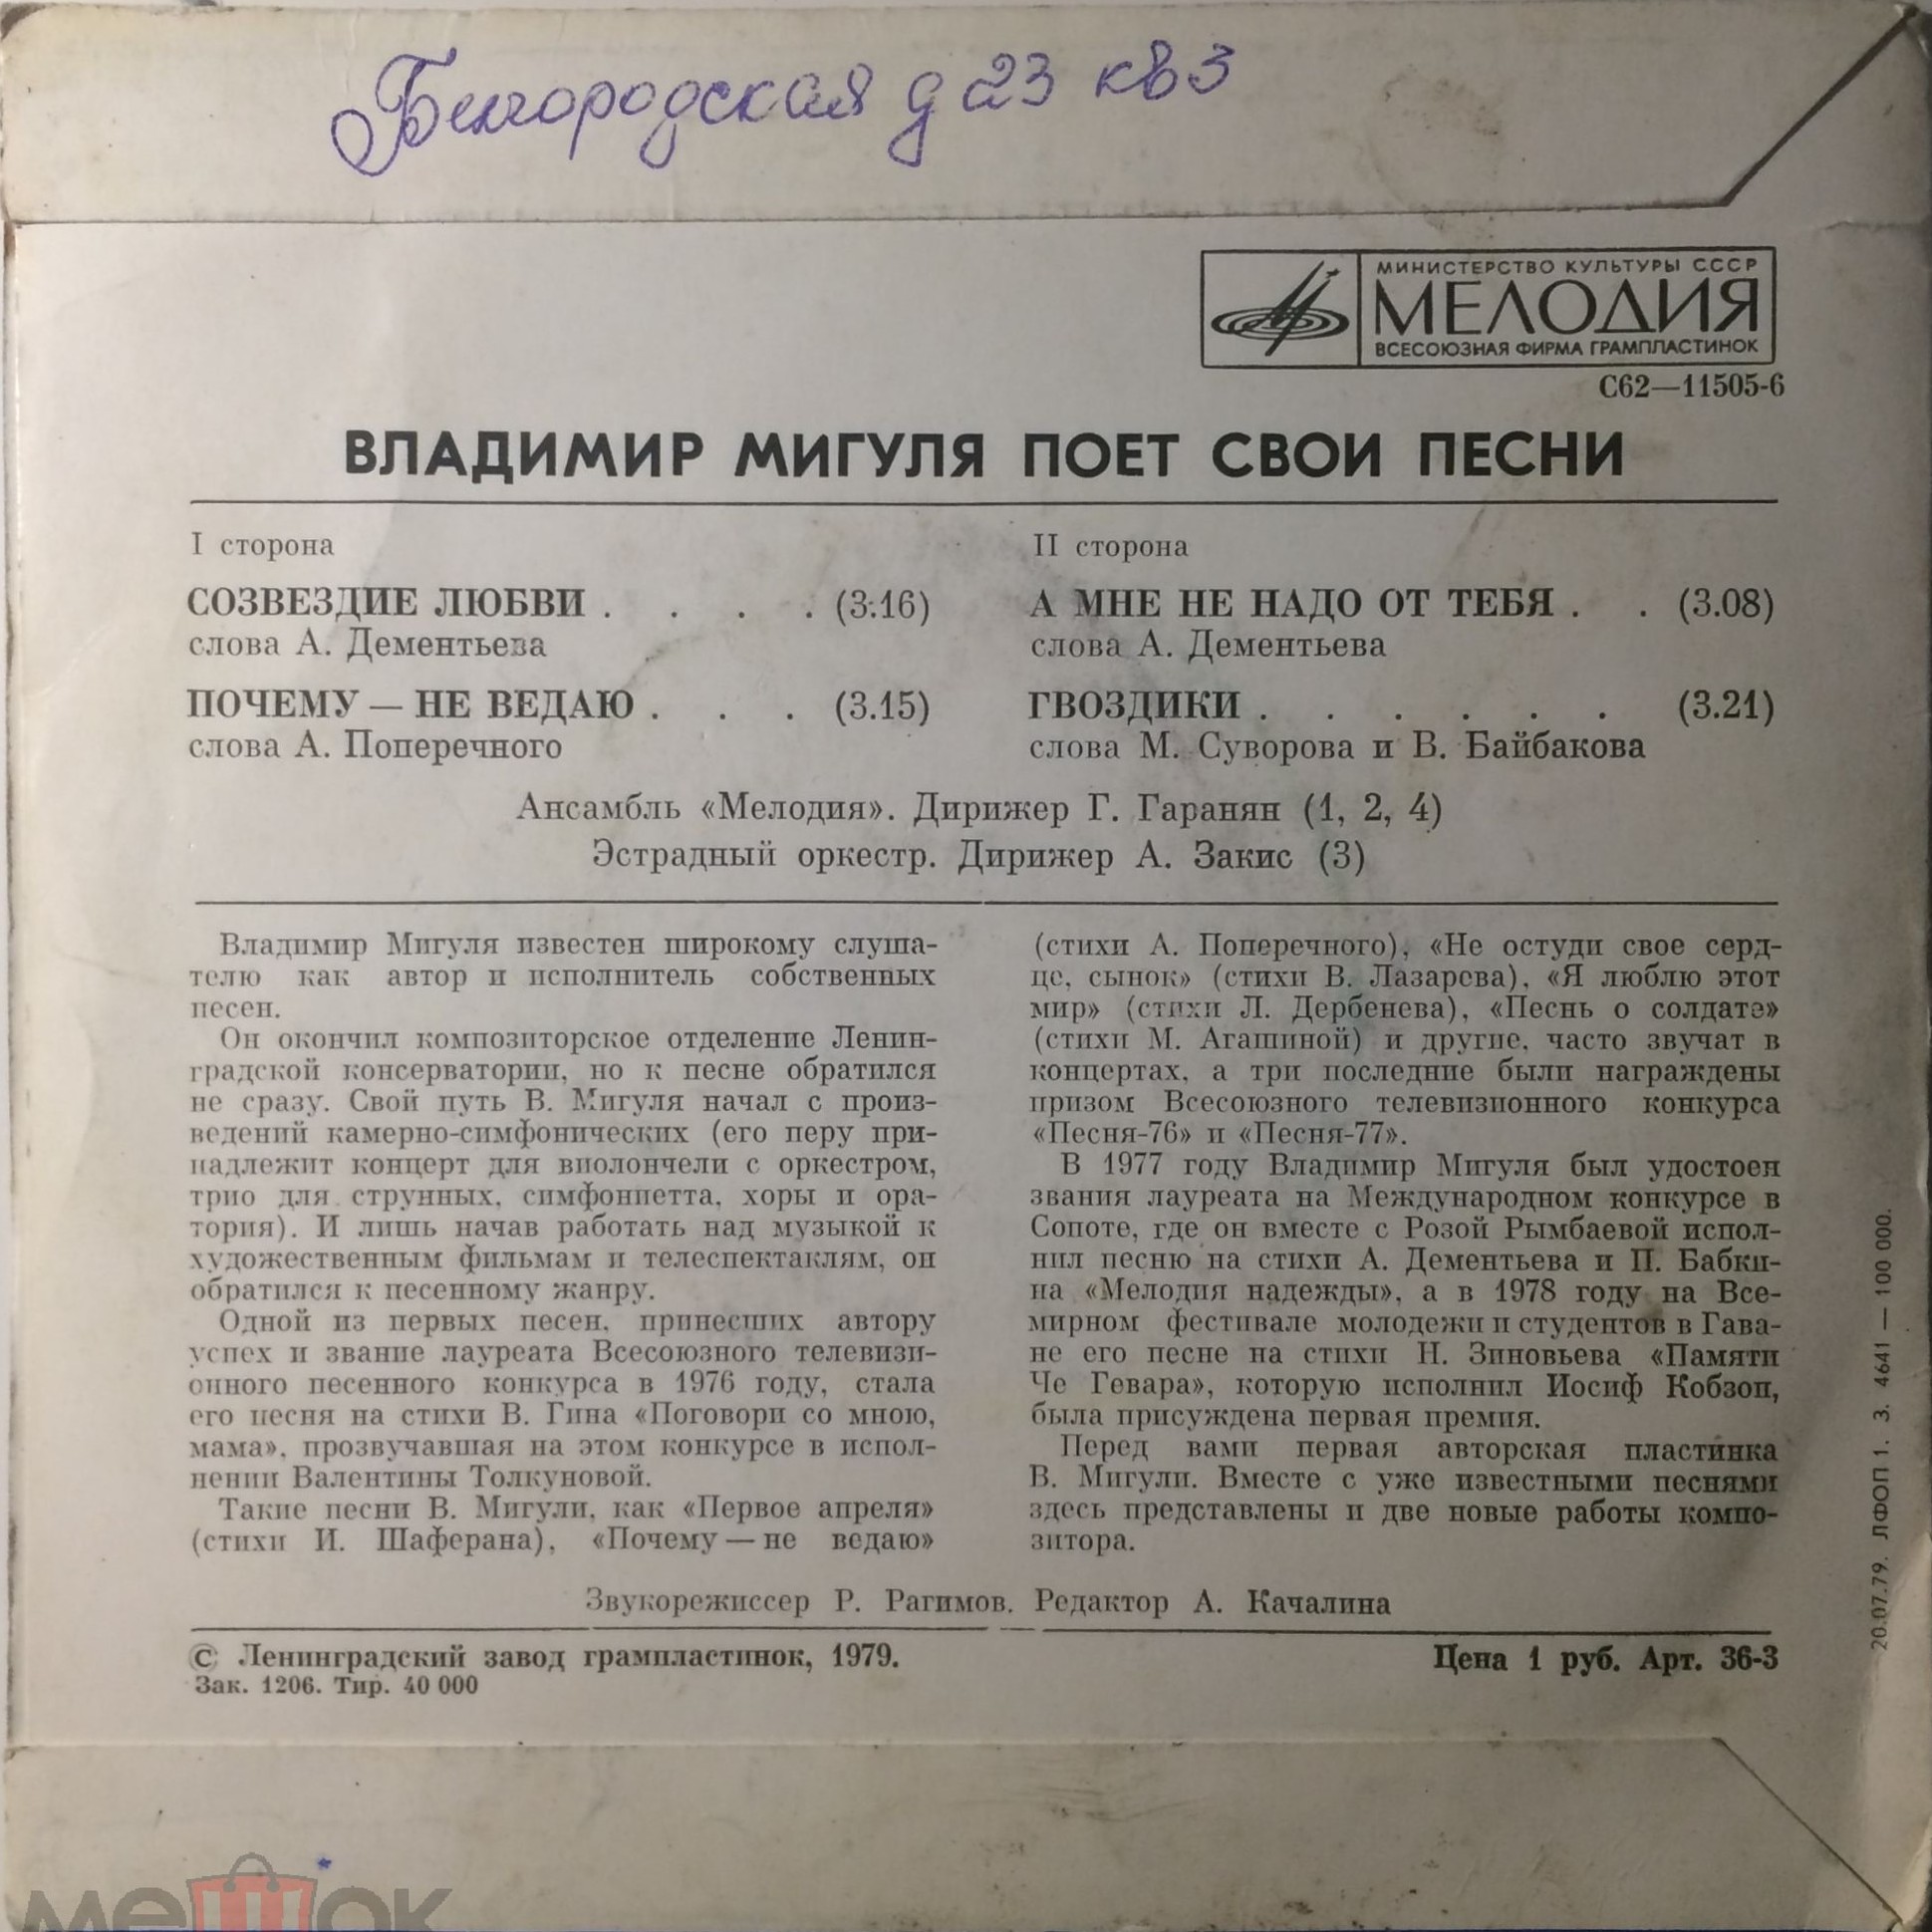 Белгородская д 23 кв 3
МИНИСТЕРСТВО КУЛЬТУРЫ СССР
МЕЛОДИЯ
ВСЕСОЮЗНАЯ ФИРМА ГРАМПЛАСТИНОК
С62—11505-6
ВЛАДИМИР МИГУЛЯ ПОЕТ СВОИ ПЕСНИ
I сторона
СОЗВЕЗДИЕ ЛЮБВИ . . . . (3.16)
слова А. Дементьева
ПОЧЕМУ — НЕ ВЕДАЮ . . . (3.15)
слова А. Поперечного
II сторона
А МНЕ НЕ НАДО ОТ ТЕБЯ . . (3.08)
слова А. Дементьева
ГВОЗДИКИ . . . . . . (3.21)
слова М. Суворова и В. Байбакова
Ансамбль «Мелодия». Дирижер Г. Гаранян (1, 2, 4)
Эстрадный оркестр. Дирижер А. Закис (3)
Владимир Мигуля известен широкому слуша-
телю как автор и исполнитель собственных
песен.
Он окончил композиторское отделение Ленин-
градской консерватории, но к песне обратился
не сразу. Свой путь В. Мигуля начал с произ-
ведений камерно-симфонических (его перу при-
надлежит концерт для виолончели с оркестром,
трио для струнных, симфониетта, хоры и ора-
тория). И лишь начав работать над музыкой к
художественным фильмам и телеспектаклям, он
обратился к песенному жанру.
Одной из первых песен, принесших автору
успех и звание лауреата Всесоюзного телевизи-
онного песенного конкурса в 1976 году, стала
его песня на стихи В. Гина «Поговори со мною,
мама», прозвучавшая на этом конкурсе в испол-
нении Валентины Толкуновой.
Такие песни В. Мигули, как «Первое апреля»
(стихи И. Шаферана), «Почему — не ведаю»
(стихи А. Поперечного), «Не остуди свое серд-
це, сынок» (стихи В. Лазарева), «Я люблю этот
мир» (стихи Л. Дербенева), «Песнь о солдате»
(стихи М. Агашиной) и другие, часто звучат в
концертах, а три последние были награждены
призом Всесоюзного телевизионного конкурса
«Песня-76» и «Песня-77».
В 1977 году Владимир Мигуля был удостоен
звания лауреата на Международном конкурсе в
Сопоте, где он вместе с Розой Рымбаевой испол-
нил песню на стихи А. Дементьева и П. Бабки-
на «Мелодия надежды», а в 1978 году на Все-
мирном фестивале молодежи и студентов в Гава-
не его песне на стихи Н. Зиновьева «Памяти
Че Гевара», которую исполнил Иосиф Кобзон,
была присуждена первая премия.
Перед вами первая авторская пластинка
В. Мигули. Вместе с уже известными песнями
здесь представлены и две новые работы компо-
зитора.
Звукорежиссер Р. Рагимов. Редактор А. Качалина
© Ленинградский завод грампластинок, 1979.
Зак. 1206. Тир. 40 000
Цена 1 руб. Арт. 36-3
20.07.79. ЛФОП 1. З. 4641 — 100 000.
мешок